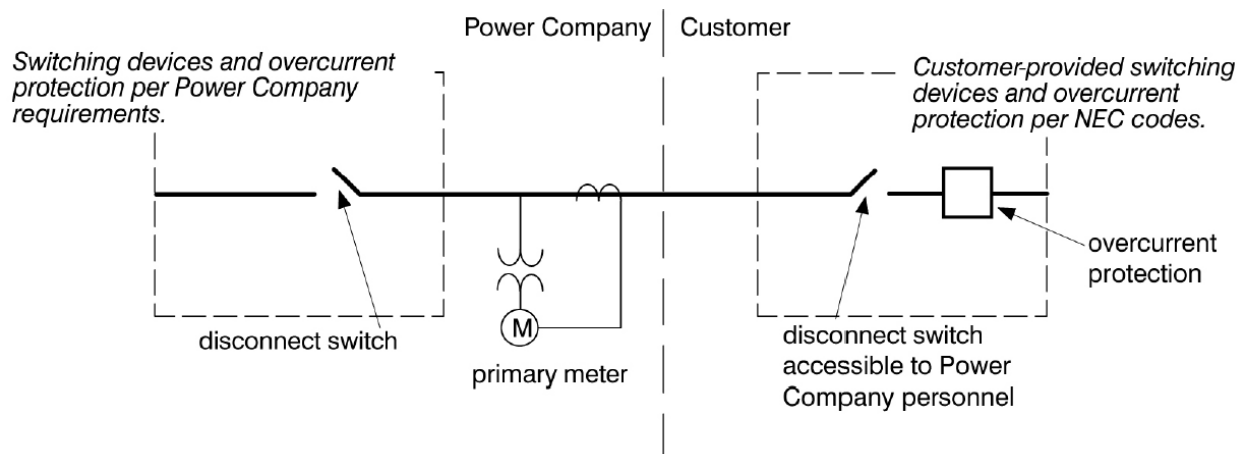 Power Company
Customer
Switching devices and overcurrent
protection per Power Company
requirements.
Customer-provided switching
devices and overcurrent
protection per NEC codes.
overcurrent
protection
disconnect switch
M
primary meter
disconnect switch
accessible to Power
Company personnel